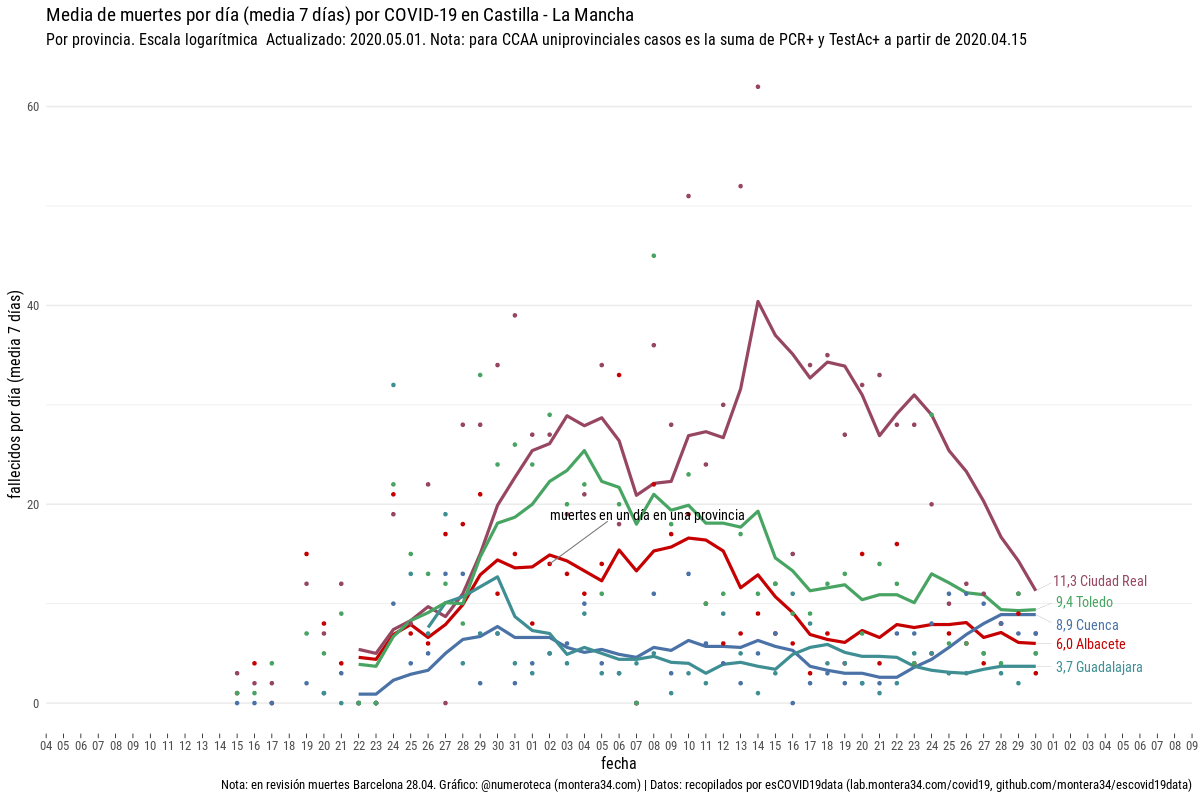 Media de muertes por día (media 7 días) por COVID-19 en Castilla - La Mancha
Por provincia. Escala logarítmica  Actualizado: 2020.05.01. Nota: para CCAA uniprovinciales casos es la suma de PCR+ y TestAc+ a partir de 2020.04.15
fallecidos por día (media 7 días)
60
40
20
0
muertes en un día en una provincia
11,3 Ciudad Real
9,4 Toledo
8,9 Cuenca
6,0 Albacete
3,7 Guadalajara
04 05 06 07 08 09 10 11 12 13 14 15 16 17 18 19 20 21 22 23 24 25 26 27 28 29 30 31 01 02 03 04 05 06 07 08 09 10 11 12 13 14 15 16 17 18 19 20 21 22 23 24 25 26 27 28 29 30 01 02 03 04 05 06 07 08 09
fecha
Nota: en revisión muertes Barcelona 28.04. Gráfico: @numeroteca (montera34.com) | Datos: recopilados por esCOVID19data (lab.montera34.com/covid19, github.com/montera34/escovid19data)